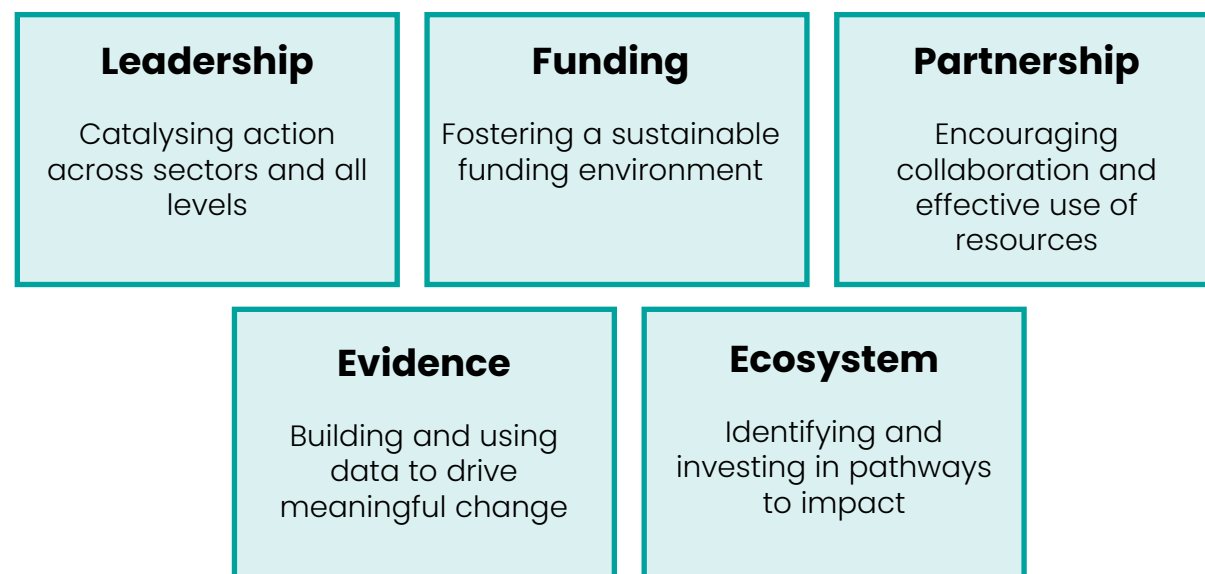 Leadership
Catalysing action
across sectors and all
levels
Funding
Fostering a sustainable
funding environment
Partnership
Encouraging
collaboration and
effective use of
resources
Evidence
Building and using
data to drive
meaningful change
Ecosystem
Identifying and
investing in pathways
to impact